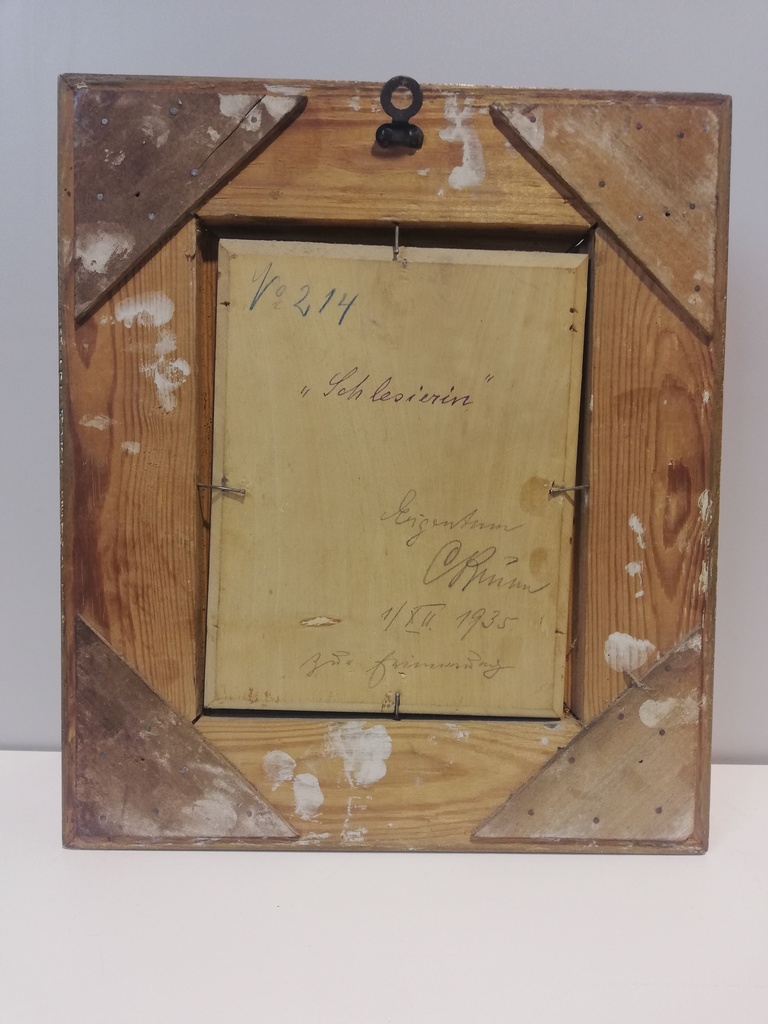 No 214
„Schlesierin"
Eigentum
1/XII. 1935
zur Erinnerung